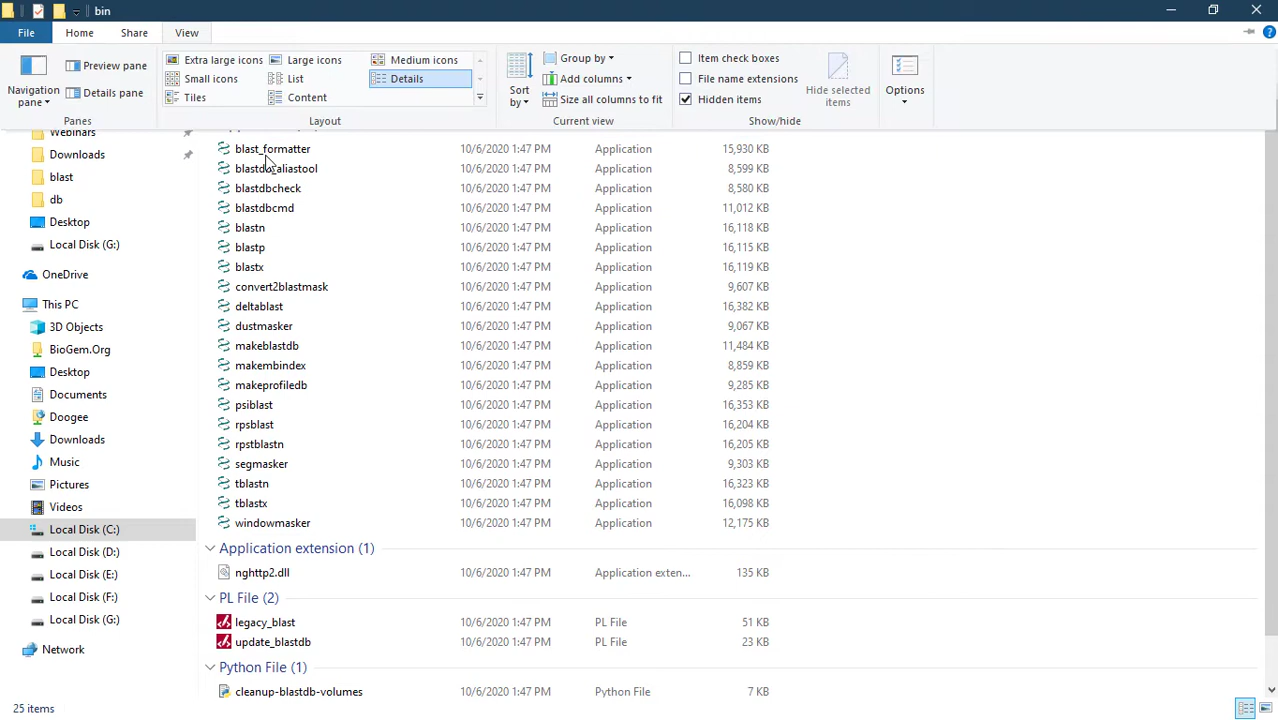 bin
File Home Share View
Navigation pane
Preview pane
Details pane
Panes
Extra large icons Large icons Medium icons
Small icons List Details
Tiles Content
Layout
Sort by
Group by
Add columns
Size all columns to fit
Current view
Item check boxes
File name extensions
Hidden items
Hide selected items
Show/hide
Options
Webinars
Downloads
blast
db
Desktop
Local Disk (G:)
OneDrive
This PC
3D Objects
BioGem.Org
Desktop
Documents
Doogee
Downloads
Music
Pictures
Videos
Local Disk (C:)
Local Disk (D:)
Local Disk (E:)
Local Disk (F:)
Local Disk (G:)
Network
blast_formatter 10/6/2020 1:47 PM Application 15,930 KB
10/6/2020 1:47 PM Application 8,599 KB
blastdbcheck 10/6/2020 1:47 PM Application 8,580 KB
blastdbcmd 10/6/2020 1:47 PM Application 11,012 KB
blastn 10/6/2020 1:47 PM Application 16,118 KB
blastp 10/6/2020 1:47 PM Application 16,115 KB
blastx 10/6/2020 1:47 PM Application 16,119 KB
convert2blastmask 10/6/2020 1:47 PM Application 9,607 KB
deltablast 10/6/2020 1:47 PM Application 16,382 KB
dustmasker 10/6/2020 1:47 PM Application 9,067 KB
makeblastdb 10/6/2020 1:47 PM Application 11,484 KB
makembindex 10/6/2020 1:47 PM Application 8,859 KB
makeprofiledb 10/6/2020 1:47 PM Application 9,285 KB
psiblast 10/6/2020 1:47 PM Application 16,353 KB
rpsblast 10/6/2020 1:47 PM Application 16,204 KB
rpstblastn 10/6/2020 1:47 PM Application 16,205 KB
segmasker 10/6/2020 1:47 PM Application 9,303 KB
tblastn 10/6/2020 1:47 PM Application 16,323 KB
tblastx 10/6/2020 1:47 PM Application 16,098 KB
windowmasker 10/6/2020 1:47 PM Application 12,175 KB
Application extension (1)
nghttp2.dll 10/6/2020 1:47 PM Application exten... 135 KB
PL File (2)
legacy_blast 10/6/2020 1:47 PM PL File 51 KB
update_blastdb 10/6/2020 1:47 PM PL File 23 KB
Python File (1)
cleanup-blastdb-volumes 10/6/2020 1:47 PM Python File 7 KB
25 items